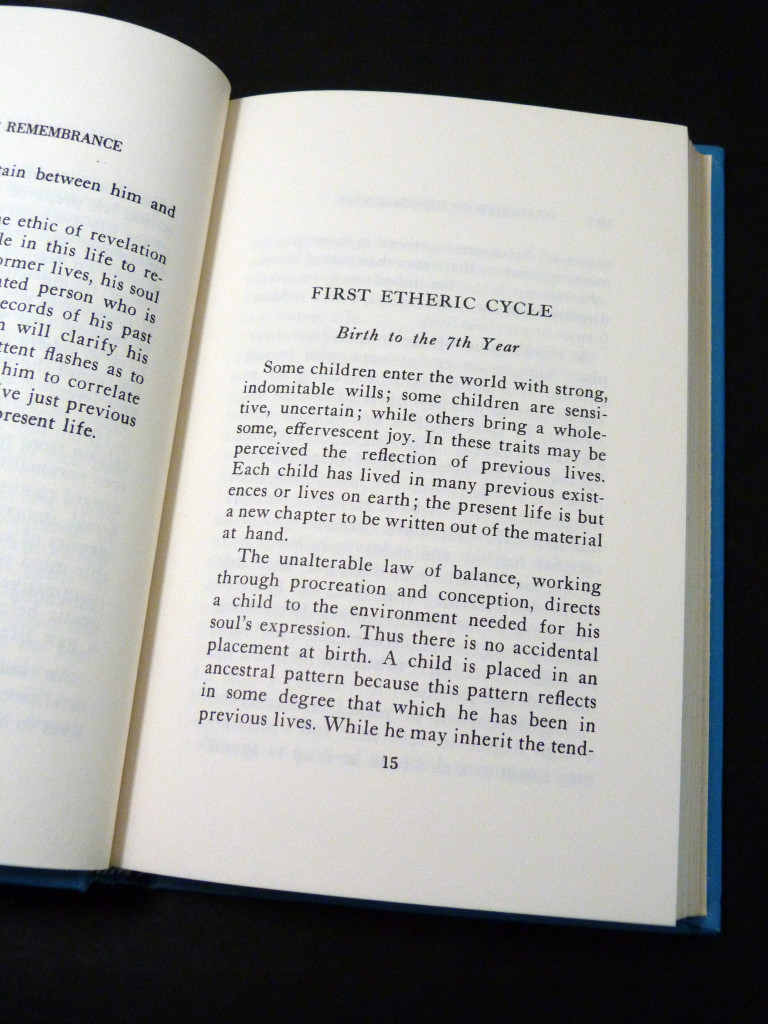 REMEMBRANCE
between him and
ethic of revelation
in this life to re-
former lives, his soul
person who is
records of his past
will clarify his
flashes as to
him to correlate
just previous
present life.
FIRST ETHERIC CYCLE
Birth to the 7th Year
Some children enter the world with strong,
indomitable wills; some children are sensi-
tive, uncertain; while others bring a whole-
some, effervescent joy. In these traits may be
perceived the reflection of previous lives.
Each child has lived in many previous exist-
ences or lives on earth; the present life is but
a new chapter to be written out of the material
at hand.
The unalterable law of balance, working
through procreation and conception, directs
a child to the environment needed for his
soul's expression. Thus there is no accidental
placement at birth. A child is placed in an
ancestral pattern because this pattern reflects
in some degree that which he has been in
previous lives. While he may inherit the tend-
15